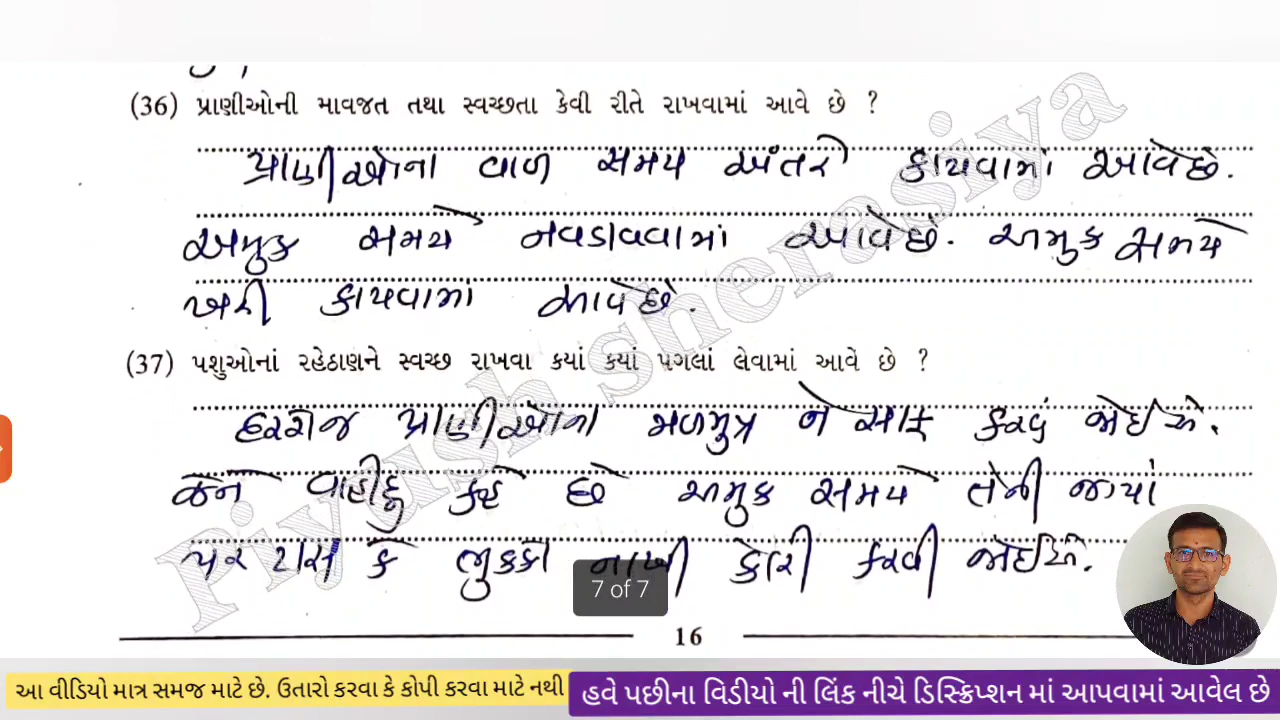 (36) પ્રાણીઓની માવજત તથા સ્વચ્છતા કેવી રીતે રાખવામાં આવે છે ?
પ્રાણીઓના વાળ સમય અંતરે કાપવામાં આવે છે.
અમુક સમયે નવડાવવામાં આવે છે. અમુક સમયે
ખરી કાપવામાં આવે છે.
(37) પશુઓનાં રહેઠાણને સ્વચ્છ રાખવા કયાં કયાં પગલાં લેવામાં આવે છે ?
દરરોજ પ્રાણીઓના મળમુત્ર ને સાફ કરવું જોઈએ.
જેને વાહીદુ કહે છે અમુક સમયે તેની જગ્યા
પર ટાસ કે ભુક્કો નાખી કોરી કરવી જોઈએ.
7 of 7
16
Piyush sherasiya
આ વીડિયો માત્ર સમજ માટે છે. ઉતારો કરવા કે કોપી કરવા માટે નથી
હવે પછીના વિડીયો ની લિંક નીચે ડિસ્ક્રિપ્શન માં આપવામાં આવેલ છે